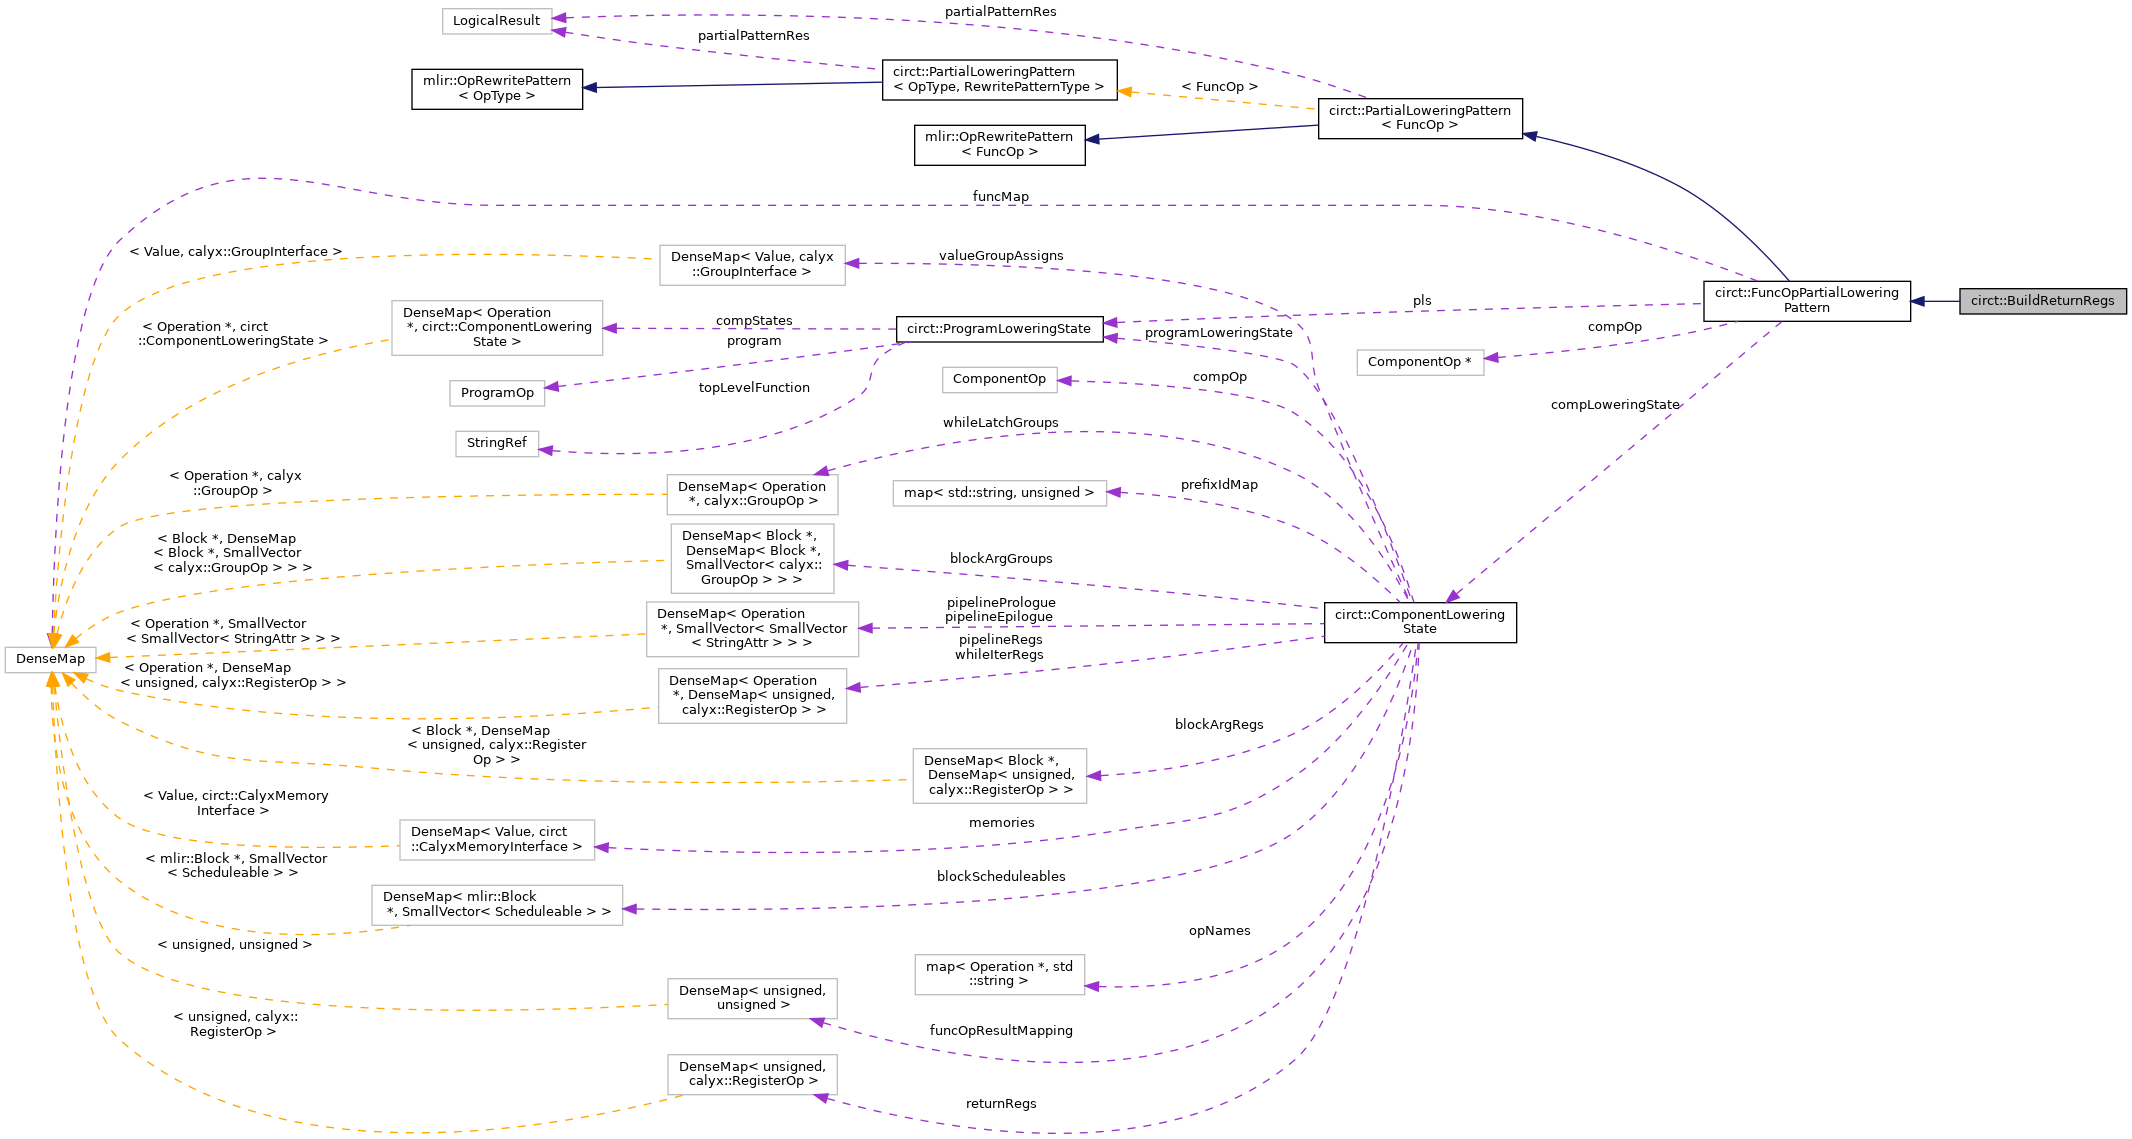 partialPatternRes
LogicalResult
partialPatternRes
mlir::OpRewritePattern
< OpType >
circt::PartialLoweringPattern
< OpType, RewritePatternType >
< FuncOp >
circt::PartialLoweringPattern
< FuncOp >
mlir::OpRewritePattern
< FuncOp >
funcMap
< Value, calyx::GroupInterface >
DenseMap< Value, calyx
::GroupInterface >
valueGroupAssigns
circt::FuncOpPartialLowering
Pattern
circt::BuildReturnRegs
pls
< Operation *, circt
::ComponentLoweringState >
DenseMap< Operation
*, circt::ComponentLowering
State >
compStates
program
circt::ProgramLoweringState
programLoweringState
compOp
ComponentOp *
ProgramOp
topLevelFunction
ComponentOp
compOp
compLoweringState
StringRef
whileLatchGroups
< Operation *, calyx
::GroupOp >
DenseMap< Operation
*, calyx::GroupOp >
map< std::string, unsigned >
prefixIdMap
< Block *, DenseMap
< Block *, SmallVector
< calyx::GroupOp > > >
DenseMap< Block *,
DenseMap< Block *,
SmallVector< calyx::
GroupOp > > >
blockArgGroups
< Operation *, SmallVector
< SmallVector< StringAttr > > >
DenseMap< Operation
*, SmallVector< SmallVector
< StringAttr > > >
pipelinePrologue
pipelineEpilogue
circt::ComponentLowering
State
DenseMap
pipelineRegs
whileIterRegs
< Operation *, DenseMap
< unsigned, calyx::RegisterOp > >
DenseMap< Operation
*, DenseMap< unsigned,
calyx::RegisterOp > >
< Block *, DenseMap
< unsigned, calyx::Register
Op > >
DenseMap< Block *,
DenseMap< unsigned,
calyx::RegisterOp > >
blockArgRegs
< Value, circt::CalyxMemory
Interface >
DenseMap< Value, circt
::CalyxMemoryInterface >
memories
< mlir::Block *, SmallVector
< Scheduleable > >
DenseMap< mlir::Block
*, SmallVector< Scheduleable > >
blockScheduleables
< unsigned, unsigned >
DenseMap< unsigned,
unsigned >
opNames
map< Operation *, std
::string >
funcOpResultMapping
< unsigned, calyx::
RegisterOp >
DenseMap< unsigned,
calyx::RegisterOp >
returnRegs